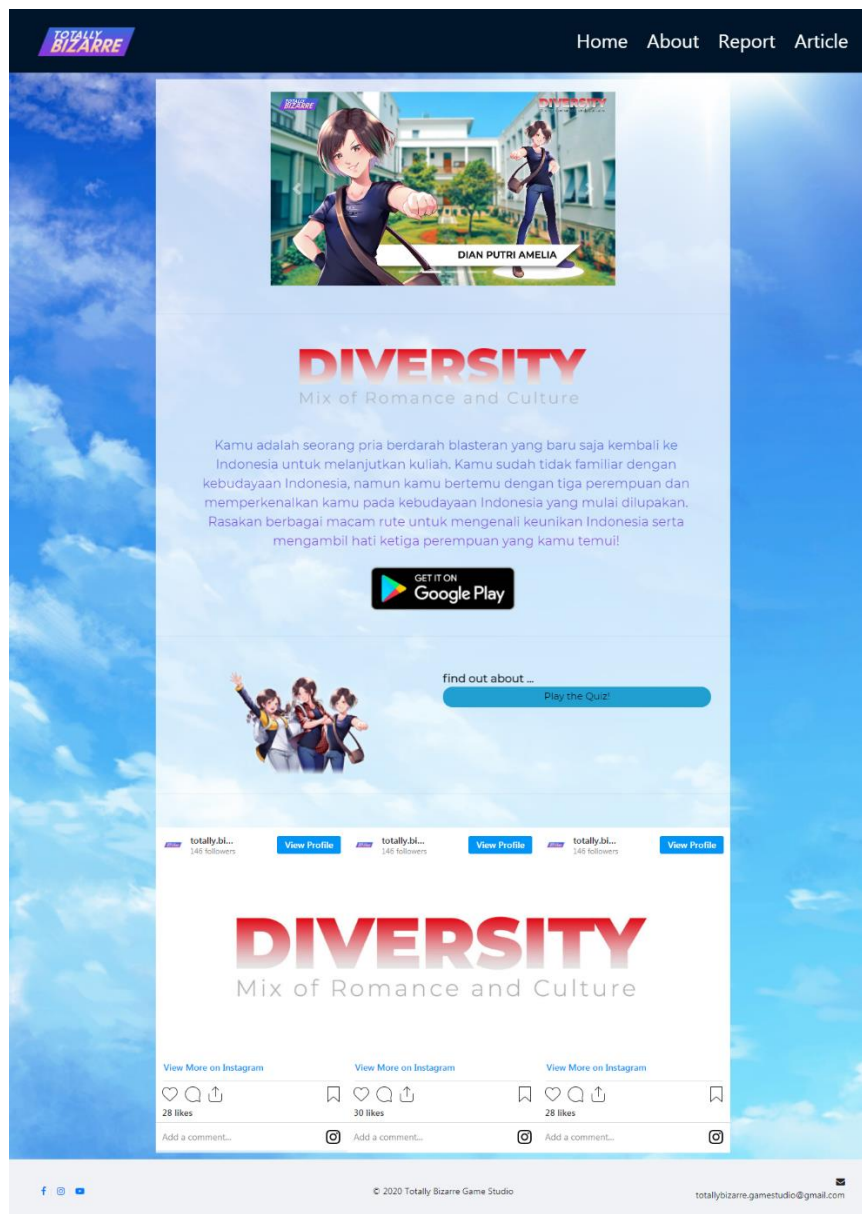 TOTALLY
BIZARRE
Home About Report Article
TOTALLY
BIZARRE
DIVERSITY
DIAN PUTRI AMELIA
DIVERSITY
Mix of Romance and Culture
Kamu adalah seorang pria berdarah blasteran yang baru saja kembali ke
Indonesia untuk melanjutkan kuliah. Kamu sudah tidak familiar dengan
kebudayaan Indonesia, namun kamu bertemu dengan tiga perempuan dan
memperkenalkan kamu pada kebudayaan Indonesia yang mulai dilupakan.
Rasakan berbagai macam rute untuk mengenali keunikan Indonesia serta
mengambil hati ketiga perempuan yang kamu temui!
GET IT ON
Google Play
find out about ...
Play the Quiz!
totally.bi...
146 followers
View Profile
totally.bi...
146 followers
View Profile
totally.bi...
146 followers
View Profile
DIVERSITY
Mix of Romance and Culture
View More on Instagram
View More on Instagram
View More on Instagram
28 likes
30 likes
28 likes
Add a comment...
Add a comment...
Add a comment...
© 2020 Totally Bizarre Game Studio
totallybizarre.gamestudio@gmail.com